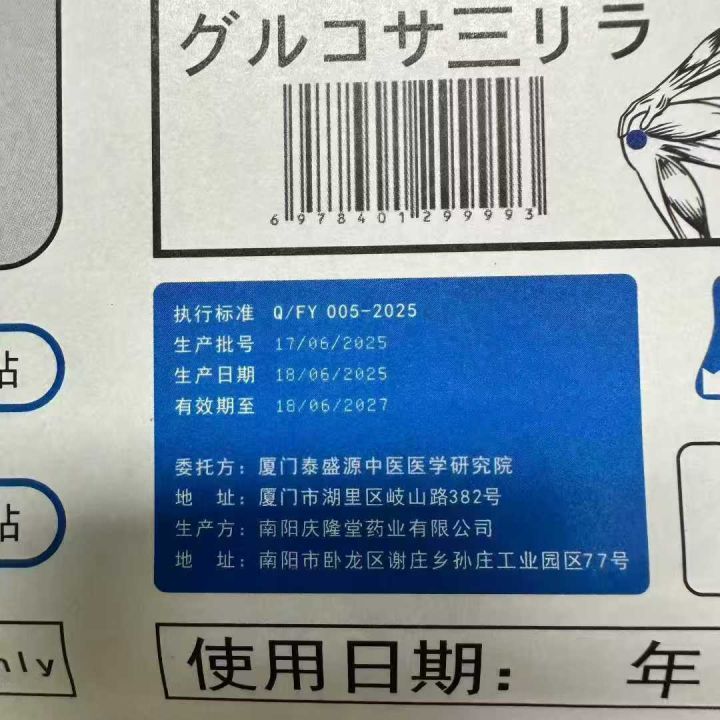 グルコサミリラ
6978401299993
执行标准 Q/FY 005-2025
生产批号 17/06/2025
生产日期 18/06/2025
有效期至 18/06/2027
委托方：厦门泰盛源中医医学研究院
地 址：厦门市湖里区岐山路382号
生产方：南阳庆隆堂药业有限公司
地 址：南阳市卧龙区谢庄乡孙庄工业园区77号
贴
贴
nly
使用日期： 年